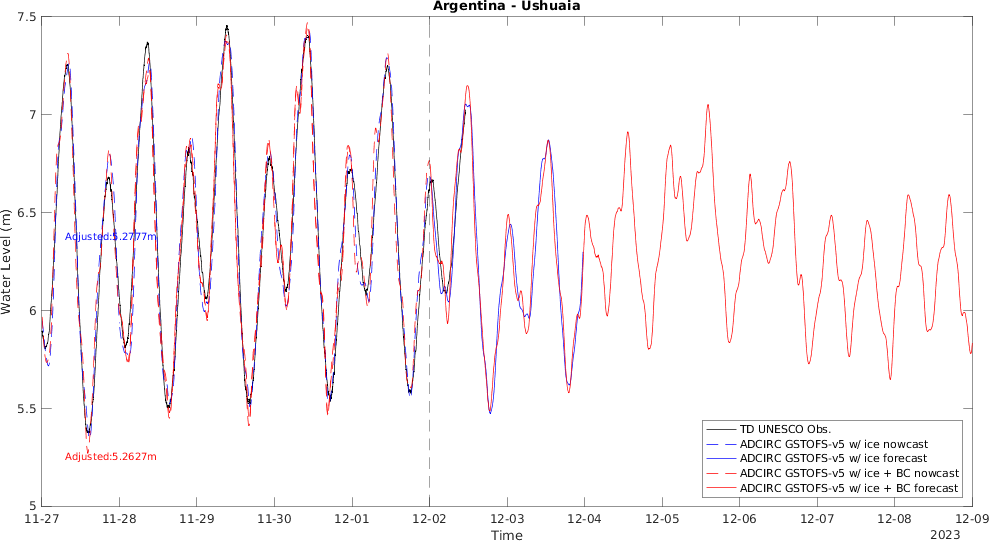 Argentina - Ushuaia
Water Level (m)
7.5
7
6.5
6
5.5
5
Adjusted:5.2777m
Adjusted:5.2627m
TD UNESCO Obs.
ADCIRC GSTOFS-v5 w/ ice nowcast
ADCIRC GSTOFS-v5 w/ ice forecast
ADCIRC GSTOFS-v5 w/ ice + BC nowcast
ADCIRC GSTOFS-v5 w/ ice + BC forecast
11-27 11-28 11-29 11-30 12-01 12-02 12-03 12-04 12-05 12-06 12-07 12-08 12-09
Time
2023